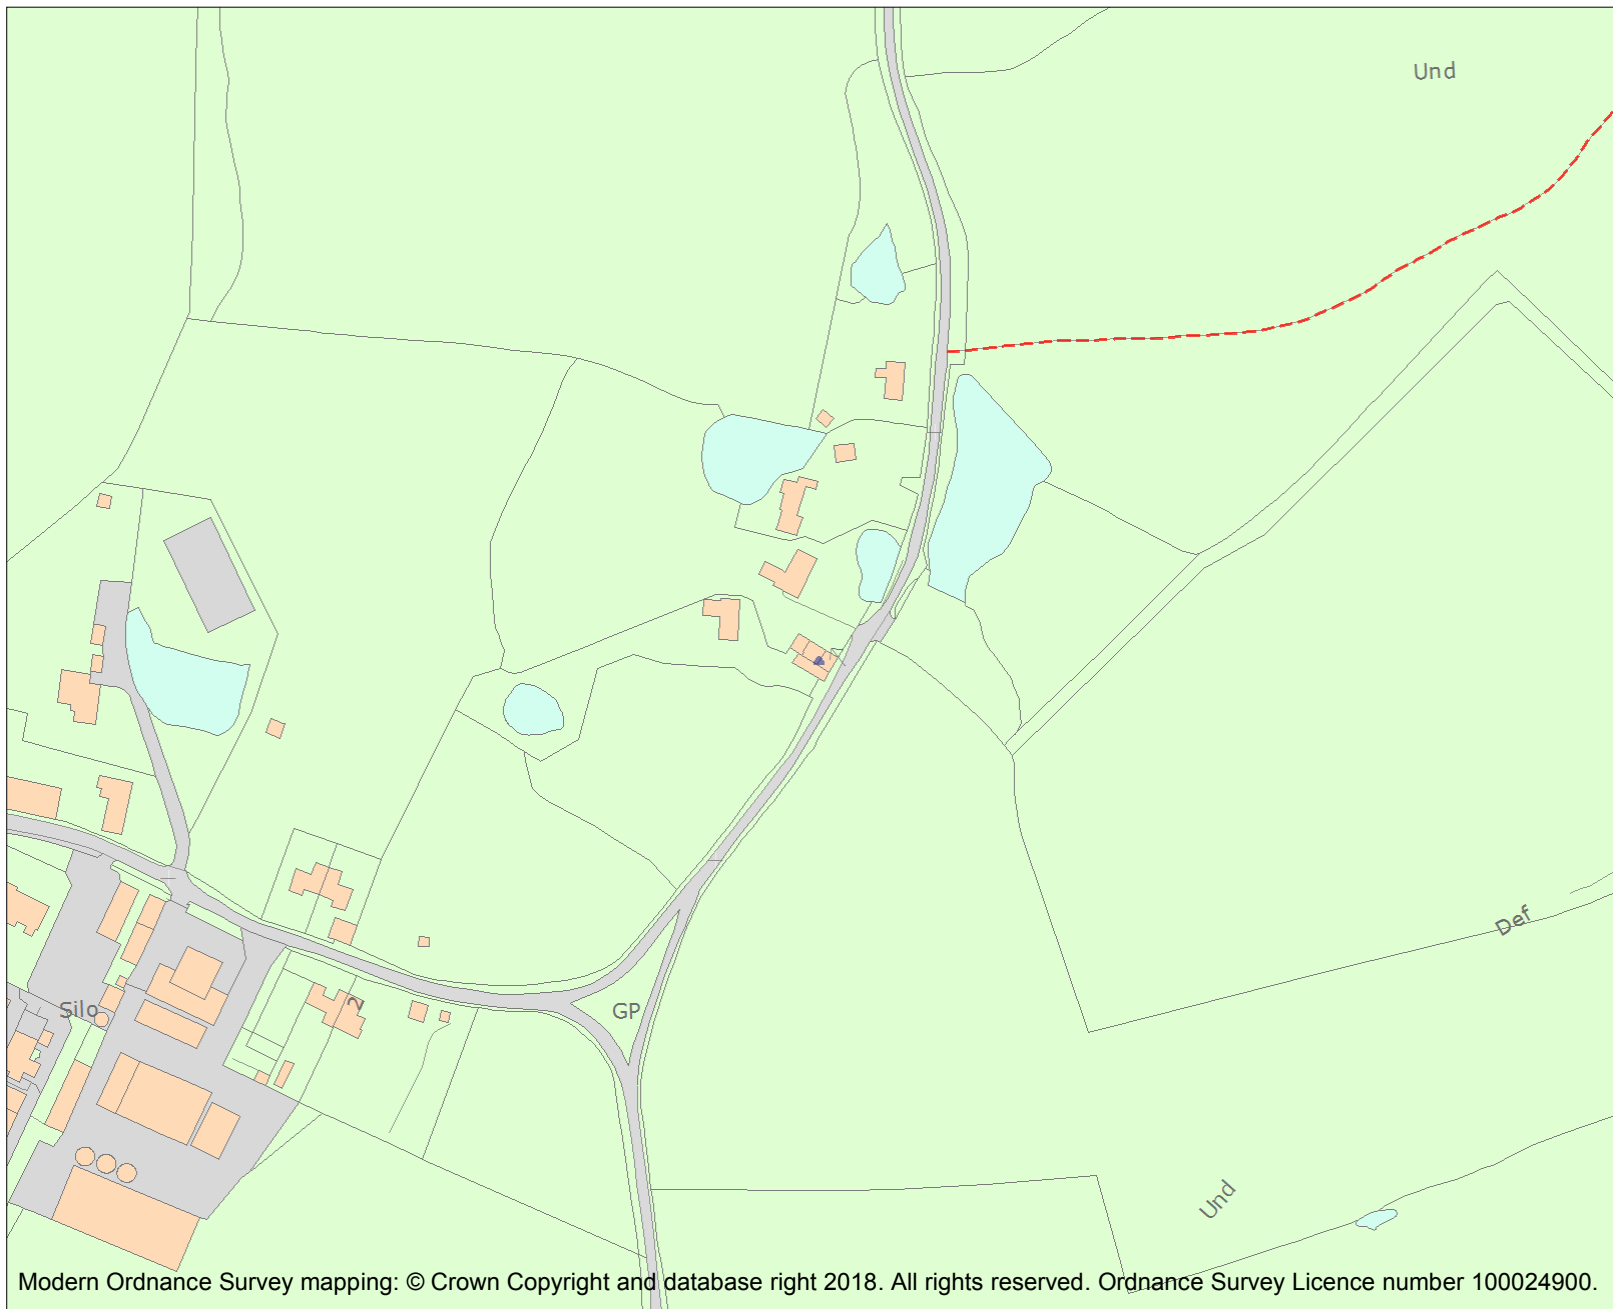 Und
Def
Silo
2
GP
Und
Modern Ordnance Survey mapping: © Crown Copyright and database right 2018. All rights reserved. Ordnance Survey Licence number 100024900.